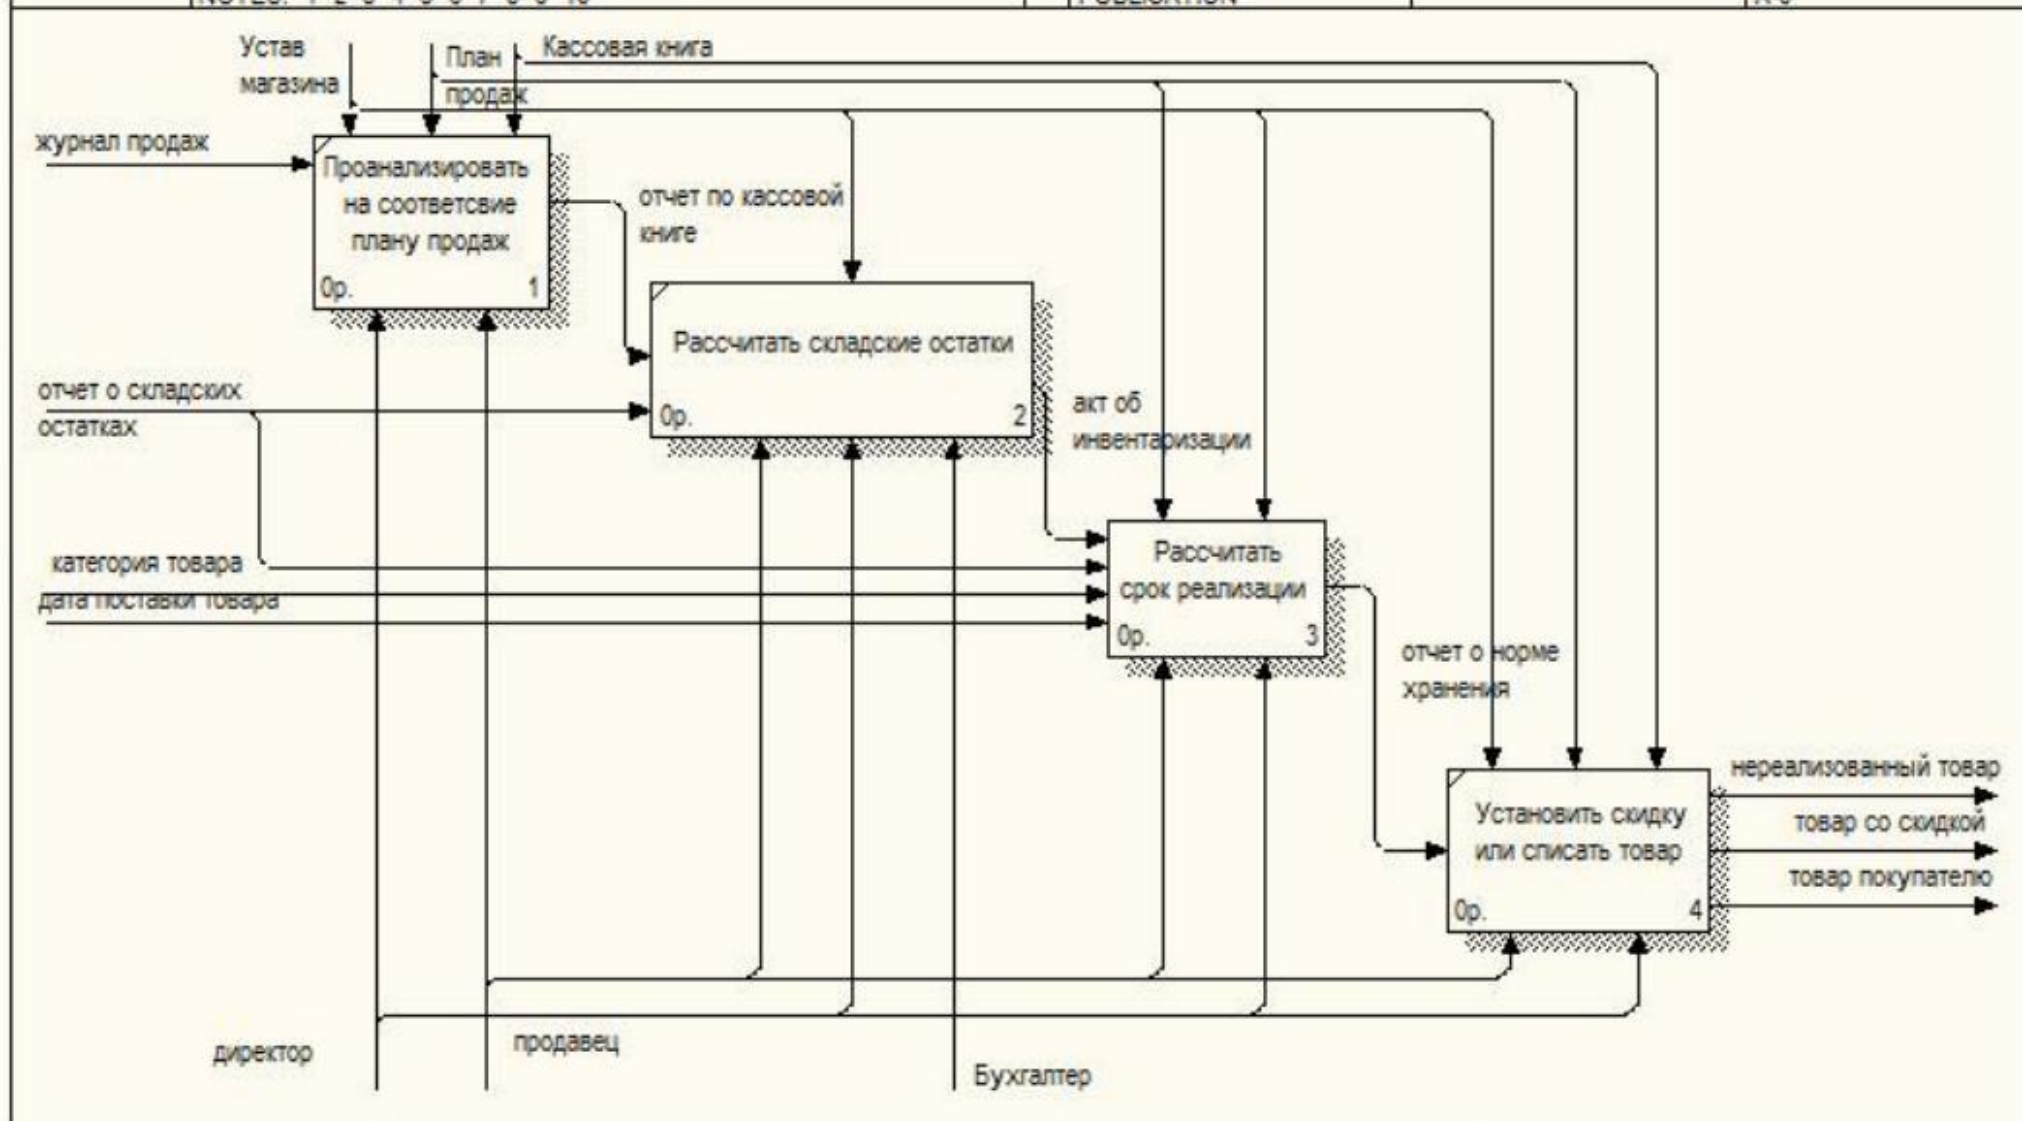 Устав
магазина
План
продаж
Кассовая книга
журнал продаж
Проанализировать
на соответсвие
плану продаж
0р.
1
отчет по кассовой
книге
Рассчитать складские остатки
0р.
2
отчет о складских
остатках
акт об
инвентаризации
категория товара
дата поставки товара
Рассчитать
срок реализации
0р.
3
отчет о норме
хранения
Установить скидку
или списать товар
0р.
4
нереализованный товар
товар со скидкой
товар покупателю
директор
продавец
Бухгалтер